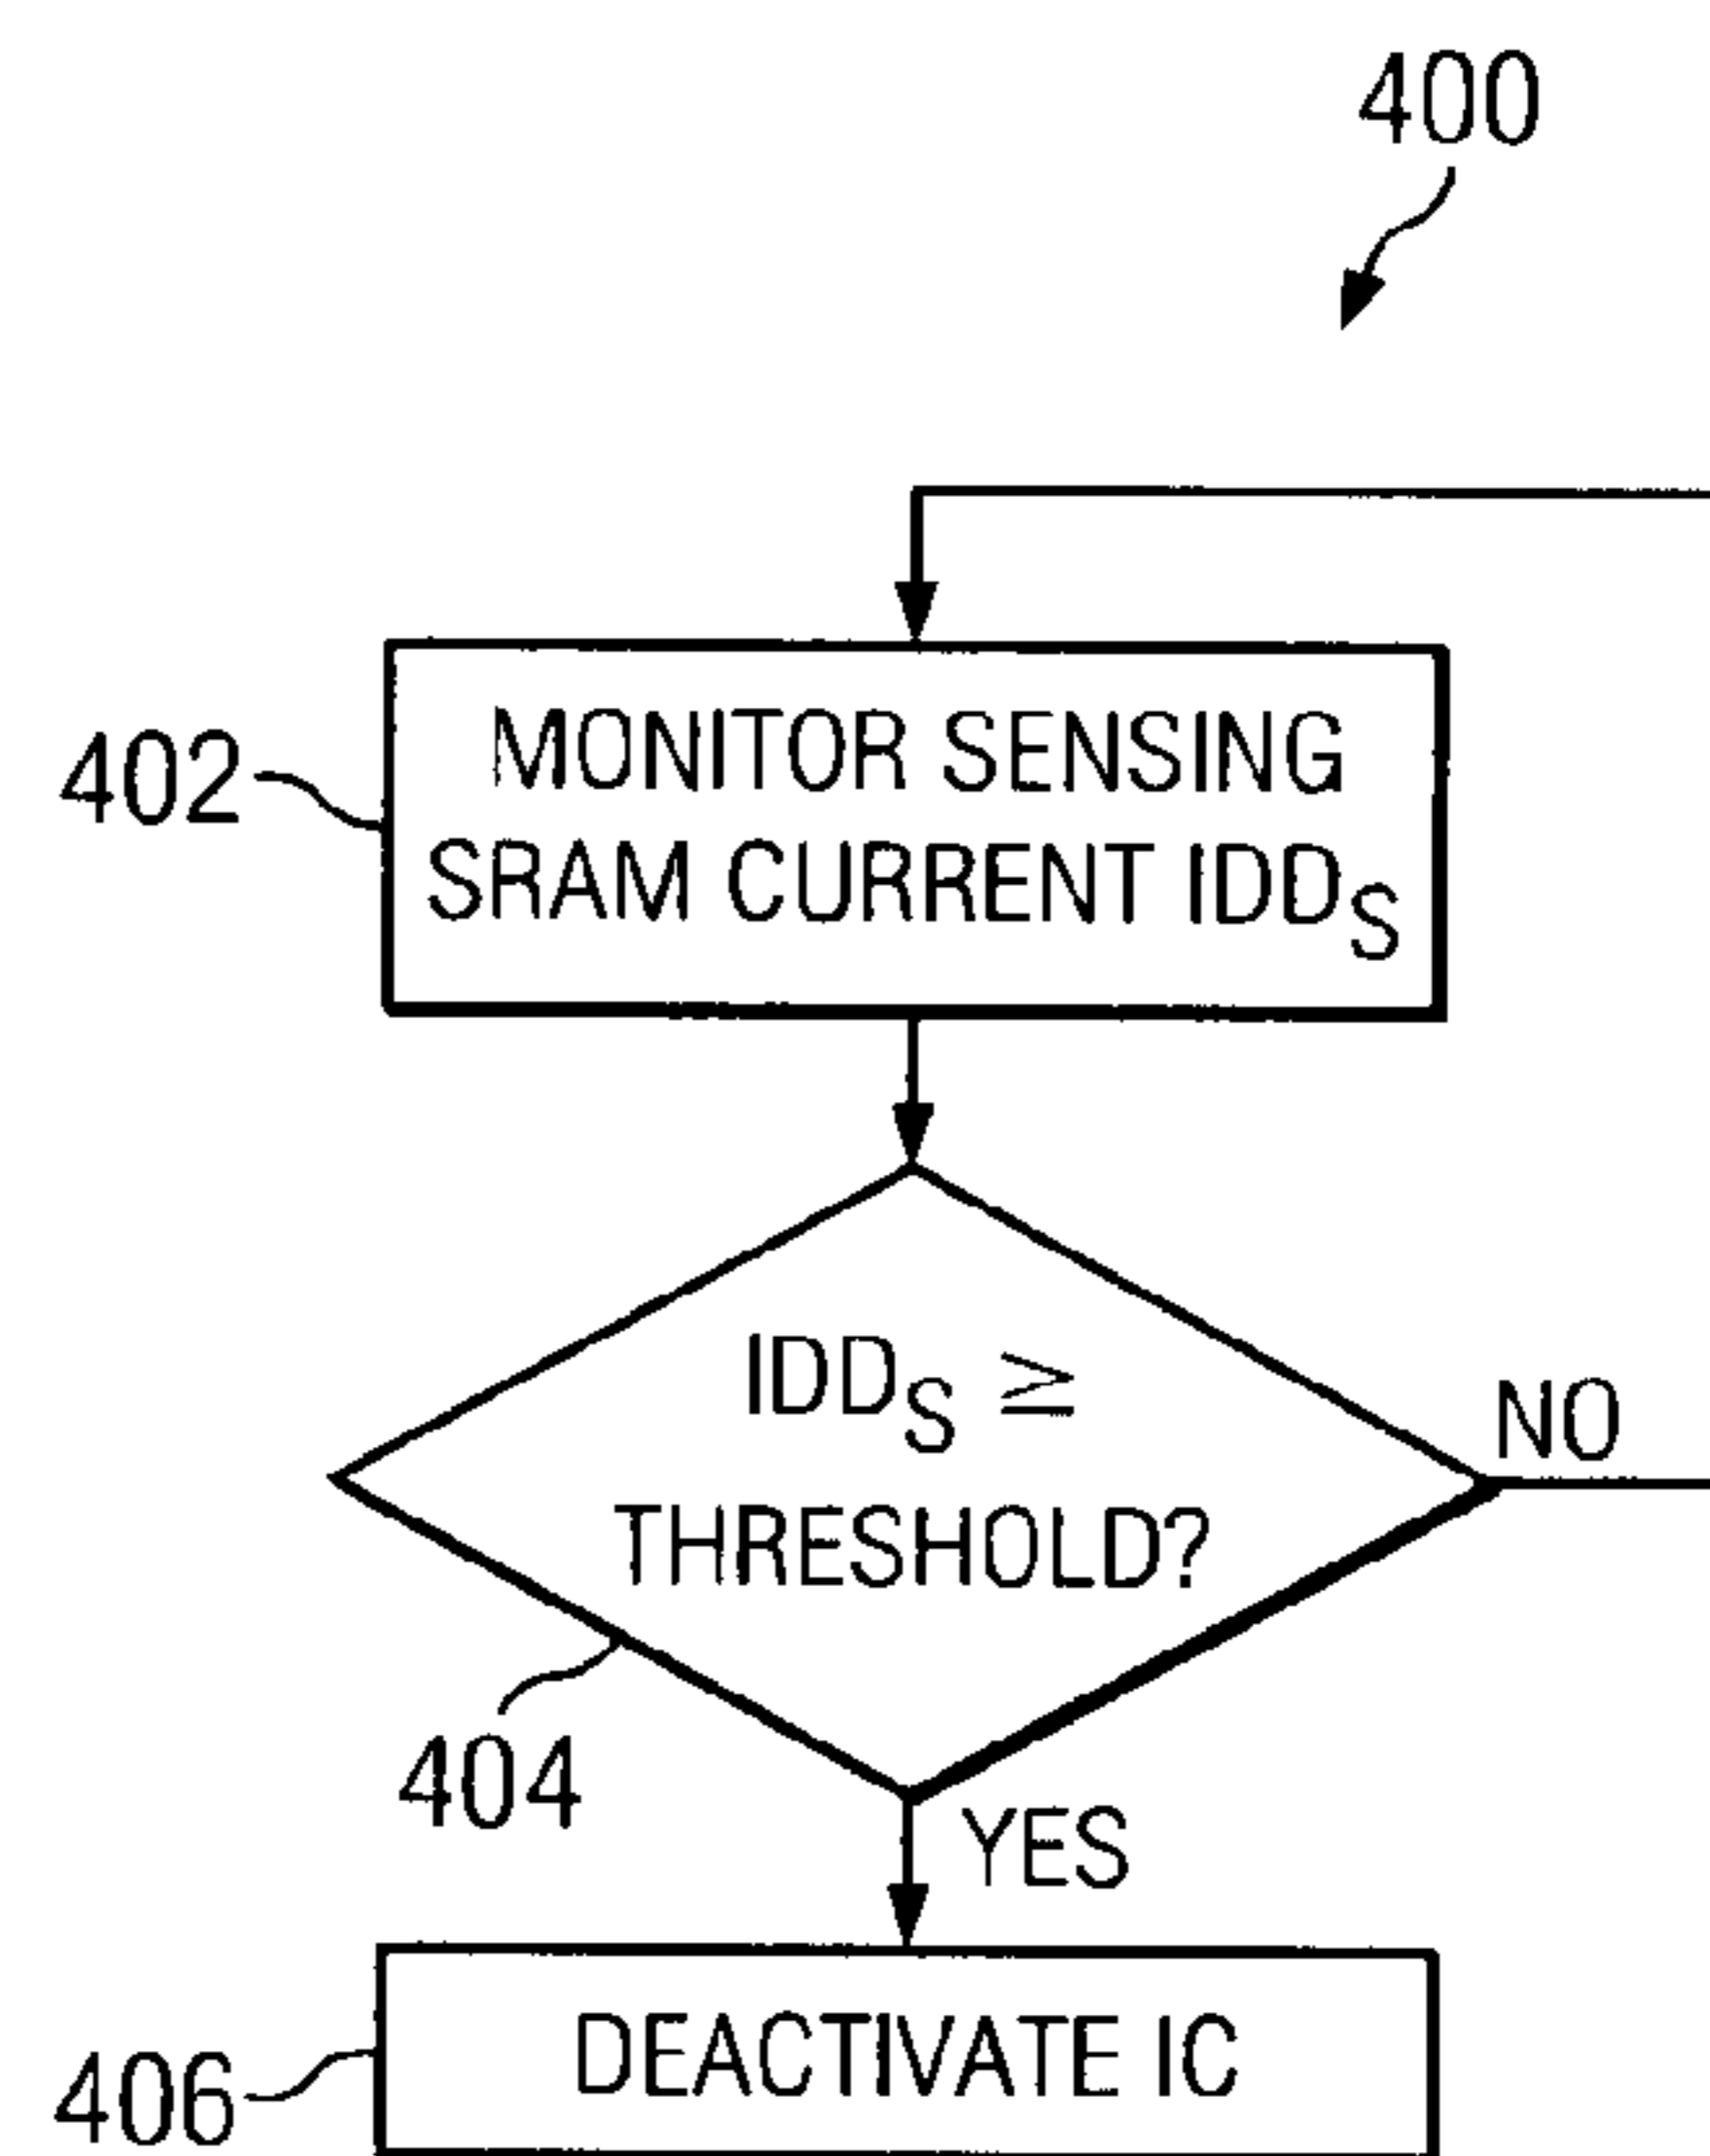 400
402
MONITOR SENSING
SRAM CURRENT IDDS
IDDS ≥
THRESHOLD?
NO
404
YES
DEACTIVATE IC
406